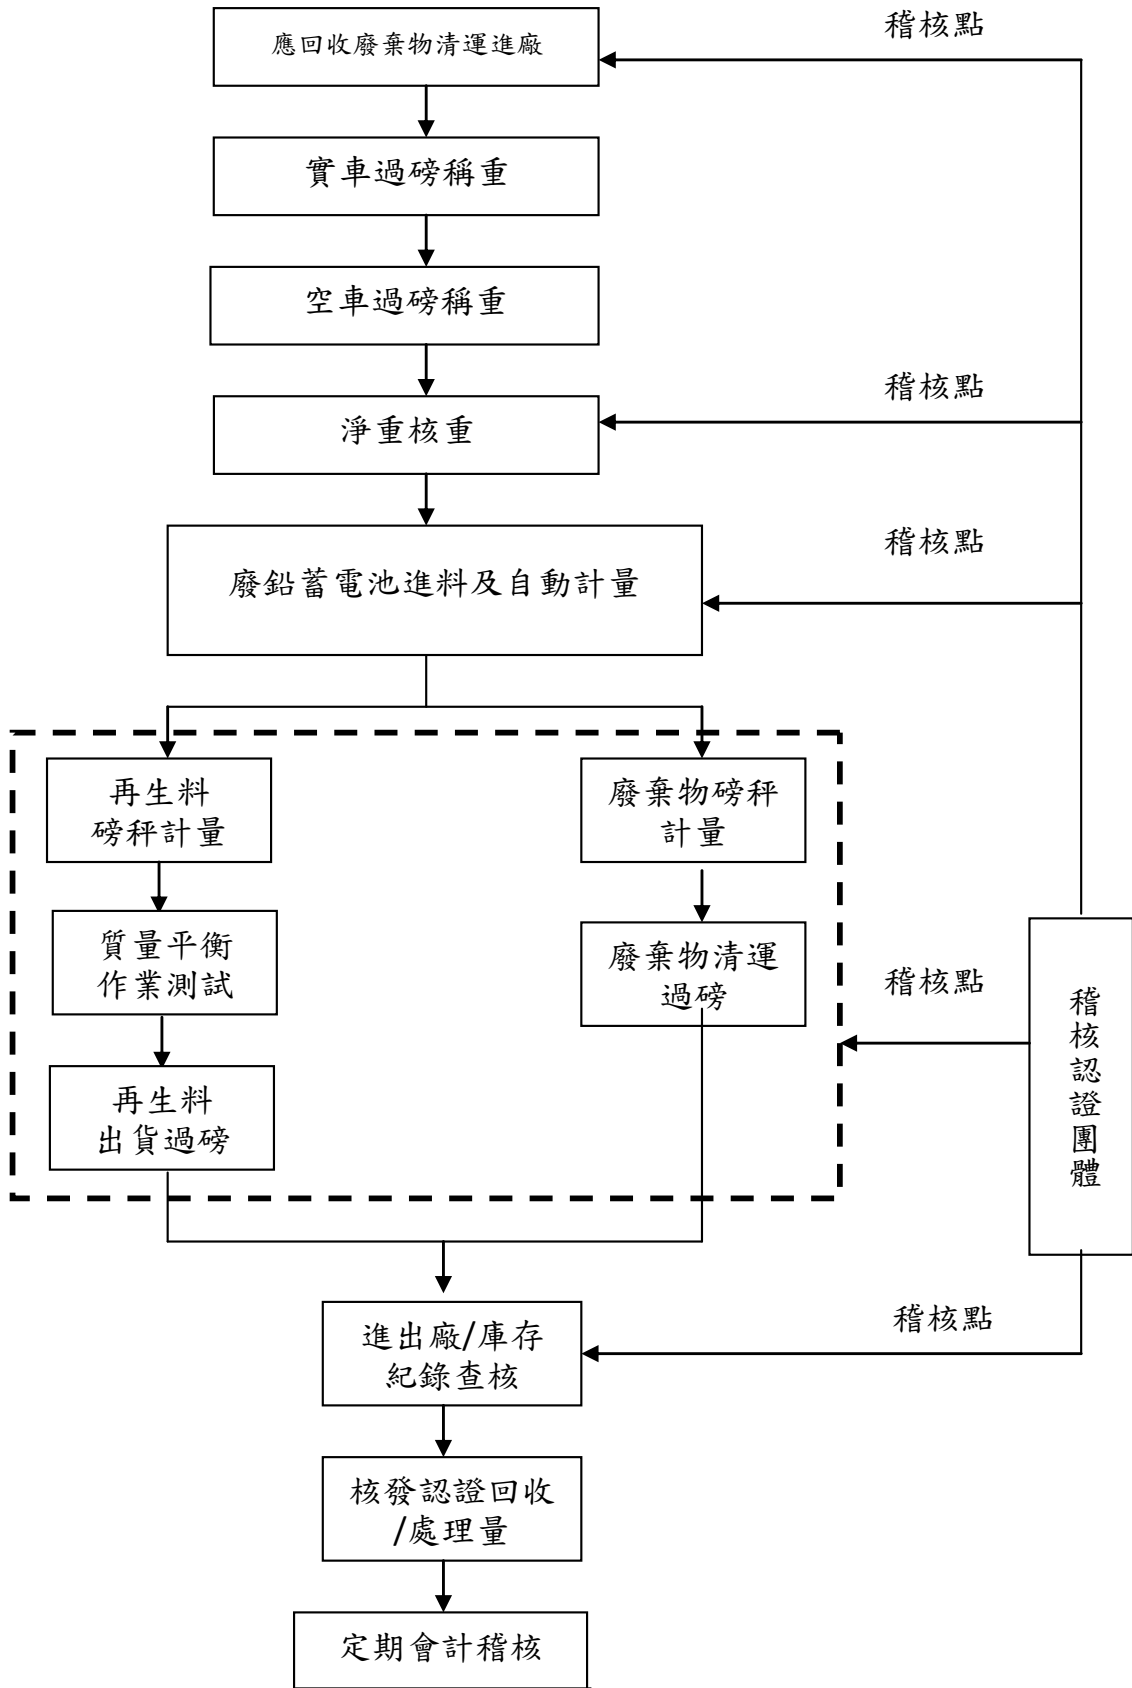 應回收廢棄物清運進廠
稽核點
實車過磅稱重
空車過磅稱重
淨重核重
稽核點
廢鉛蓄電池進料及自動計量
稽核點
再生料
磅秤計量
廢棄物磅秤
計量
質量平衡
作業測試
廢棄物清運
過磅
稽核點
稽核認證團體
再生料
出貨過磅
進出廠/庫存
紀錄查核
稽核點
核發認證回收
/處理量
定期會計稽核